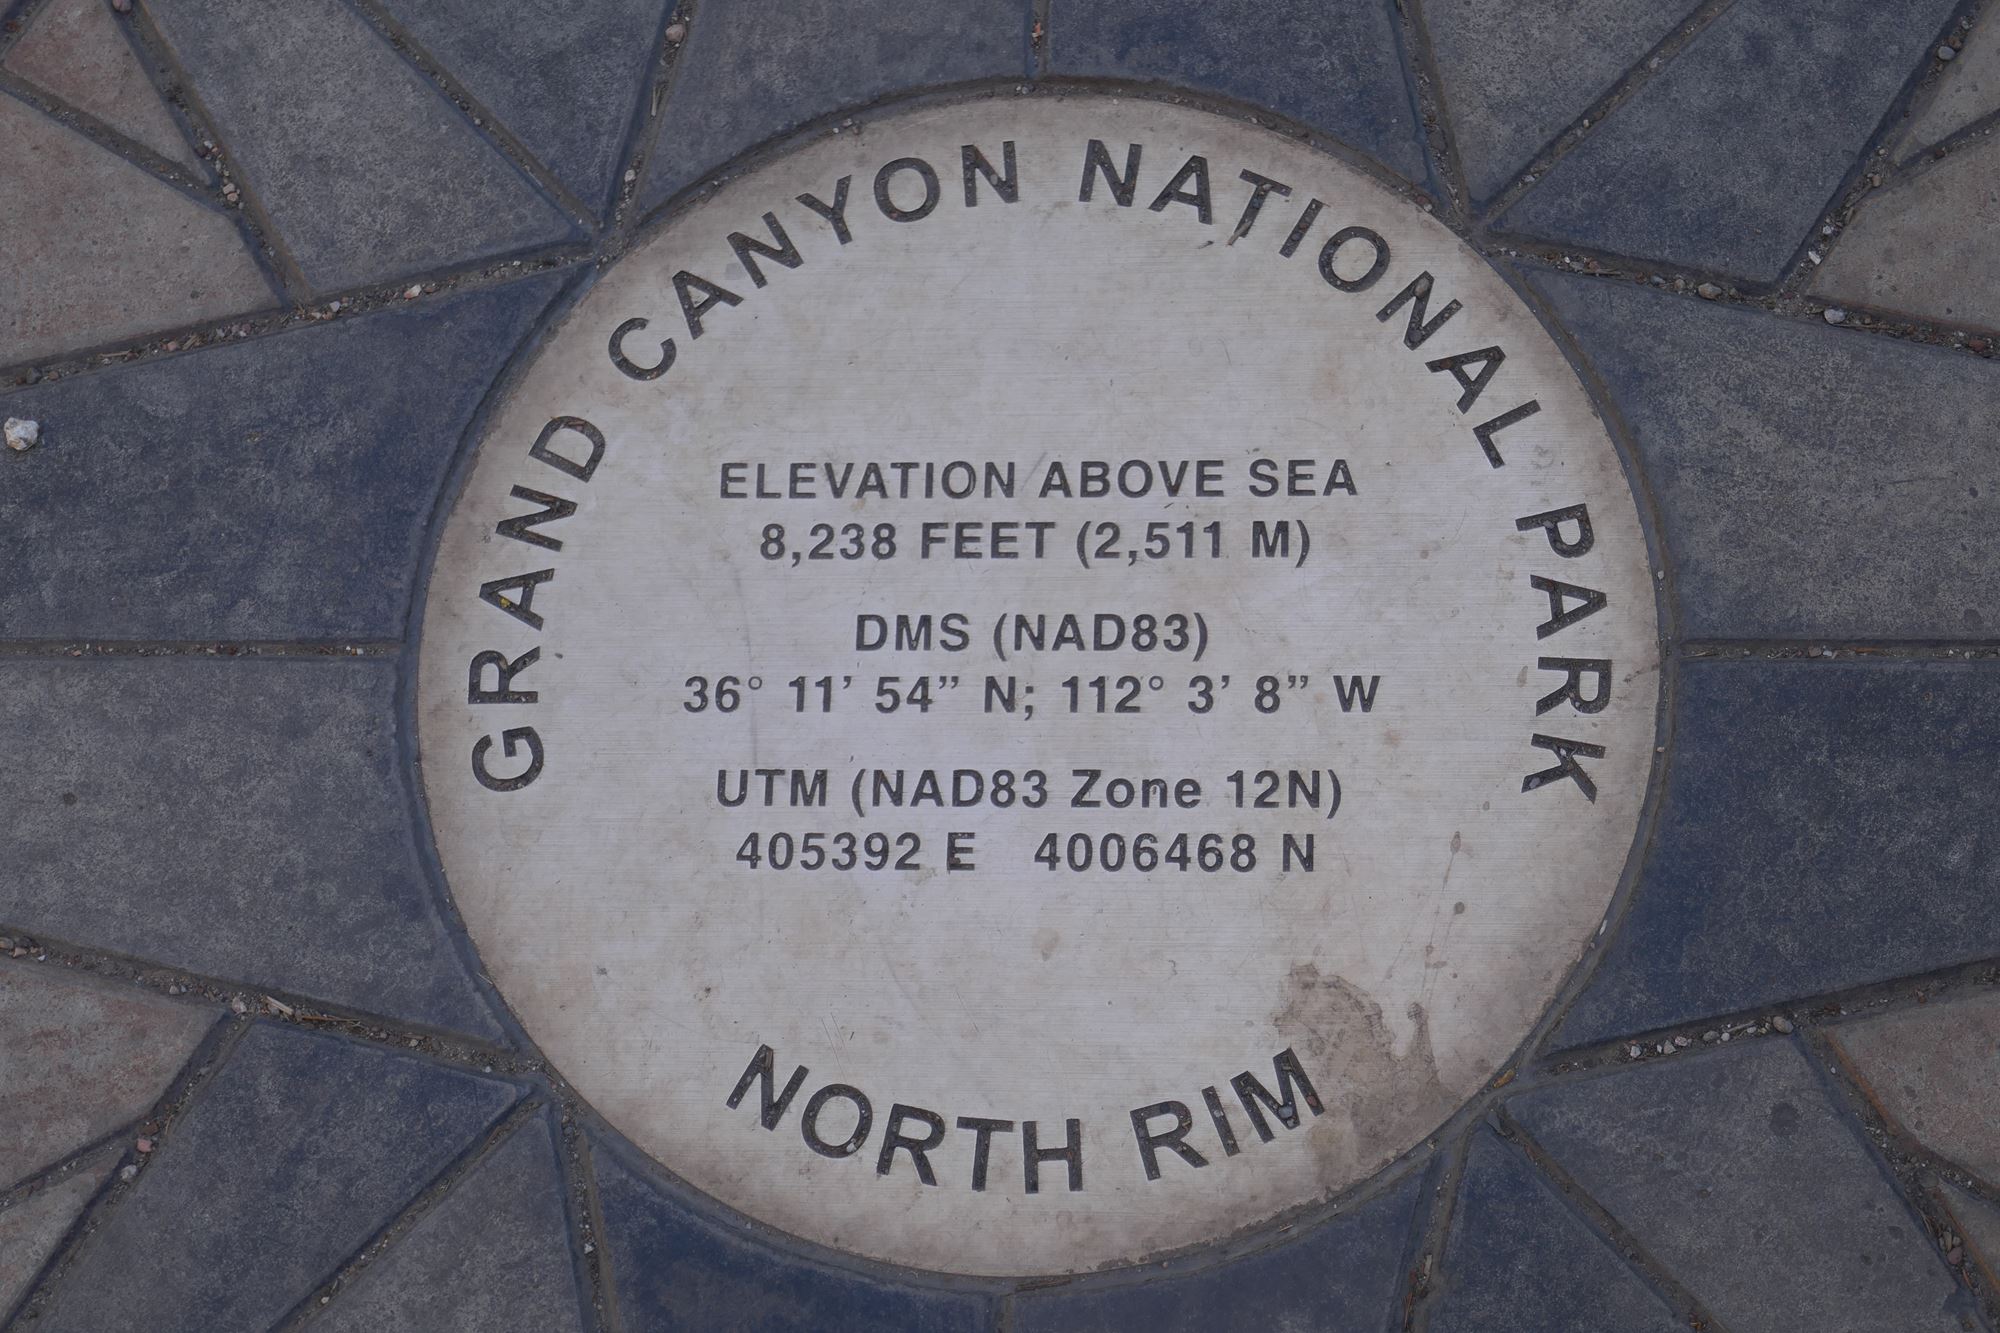 GRAND CANYON NATIONAL PARK
ELEVATION ABOVE SEA
8,238 FEET (2,511 M)
DMS (NAD83)
36° 11’ 54” N; 112° 3’ 8” W
UTM (NAD83 Zone 12N)
405392 E 4006468 N
NORTH RIM